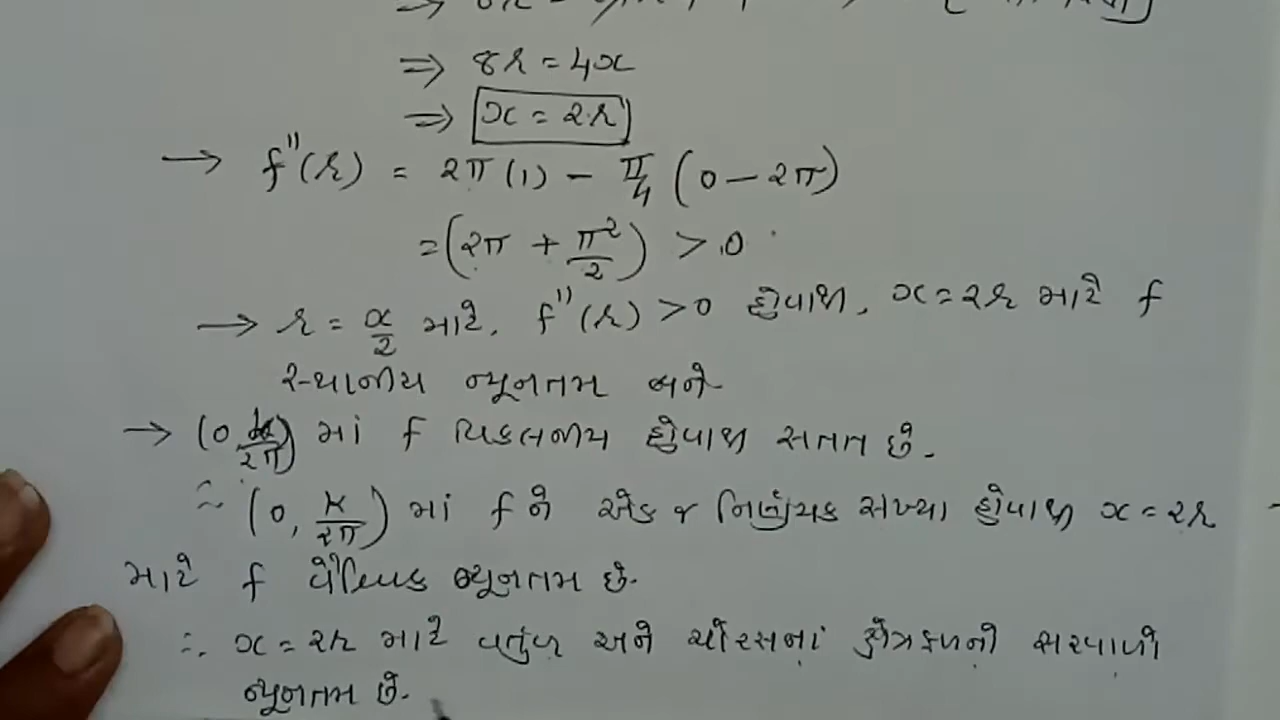 ⇒ 8r = 4x
⇒ x = 2r
→ f''(r) = 2π (1) − π/4 (0 − 2π)
= (2π + π²/2) > 0
→ r = x/2 માટે, f''(r) > 0 હોવાથી, x = 2r માટે f
સ્થાનીય ન્યૂનતમ બને
→ (0 k/2π) માં f વિકલનીય હોવાથી સતત છે.
∴ (0, k/2π) માં f ને એક જ નિર્ણાયક સંખ્યા હોવાથી x = 2r
માટે f વૈશ્વિક ન્યૂનતમ છે.
∴ x = 2r માટે વર્તુળ અને ચોરસનાં ક્ષેત્રફળનો સરવાળો
ન્યૂનતમ છે.